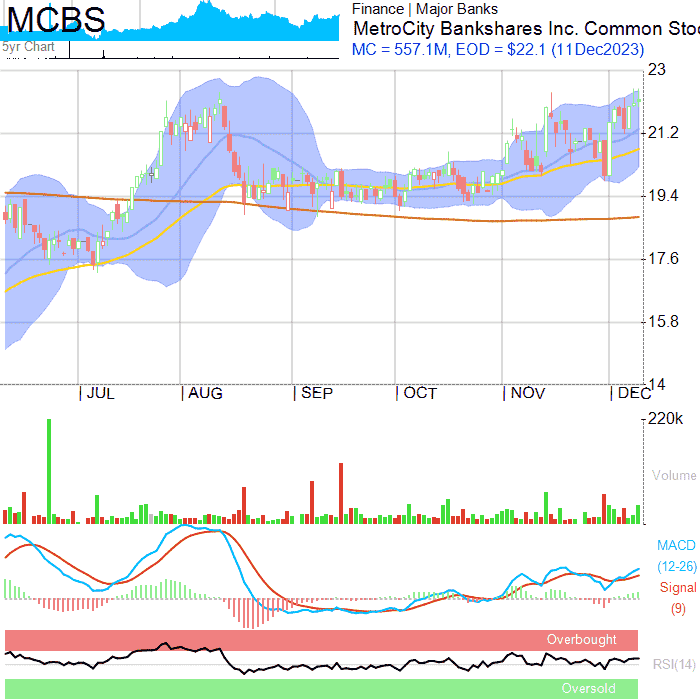 MCBS
5yr Chart
Finance | Major Banks
MetroCity Bankshares Inc. Common Stoc
MC = 557.1M, EOD = $22.1 (11Dec2023)
23
21.2
19.4
17.6
15.8
14
JUL
AUG
SEP
OCT
NOV
DEC
220k
Volume
MACD
(12-26)
Signal
(9)
Overbought
RSI(14)
Oversold